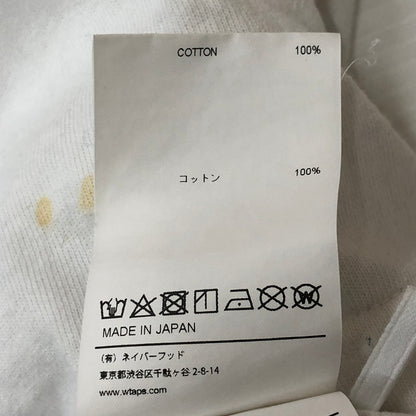 COTTON 100%
コットン 100%
MADE IN JAPAN
（有）ネイバーフッド
東京都渋谷区千駄ヶ谷 2-8-14
www.wtaps.com